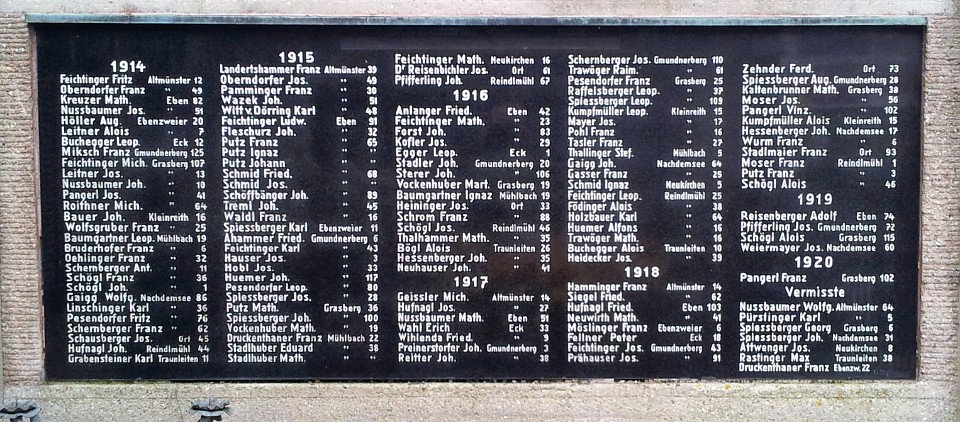 1914
Feichtinger Fritz Altmünster 12
Oberndorfer Franz " 49
Kreuzer Math. Eben 82
Nussbaumer Jos. " 51
Höller Aug. Ebenzweier 20
Leitner Alois " 7
Buchegger Leop. Eck 12
Miksch Franz Gmundnerberg 125
Feichtinger Mich. Grasberg 107
Leitner Jos. " 13
Nussbaumer Joh. " 10
Pangerl Jos. " 41
Roithner Mich. " 64
Bauer Joh. Kleinreith 16
Wolfsgruber Franz " 25
Baumgartner Leop. Mühlbach 19
Bruderhofer Franz " 6
Oehlinger Franz " 32
Schernberger Ant. " 11
Schögl Franz " 36
Schögl Joh. " 1
Gaigg Wolfg. Nachdemsee 86
Linschinger Karl " 36
Pesendorfer Fritz " 76
Schernberger Franz " 62
Schausberger Jos. Ort 45
Hufnagl Joh. Reindlmühl 44
Grabensteiner Karl Traunleiten 11
1915
Landertshammer Franz Altmünster 39
Oberndorfer Jos. " 49
Pamminger Franz " 30
Wazek Joh. " 51
Witt v. Dörring Karl " 48
Feichtinger Ludw. Eben 91
Fleschurz Joh. " 32
Putz Franz " 65
Putz Ignaz "
Putz Johann "
Schmid Fried. " 68
Schmid Jos. " "
Schoffbänger Joh. " 89
Treml Joh. " 45
Waldl Franz " 16
Spiessberger Karl Ebenzweier 11
Ahammer Fried. Gmundnerberg 6
Feichtinger Karl " 43
Hauser Jos. " 3
Hobl Jos. " 33
Huemer Joh. " 117
Pesendorfer Leop. " 80
Spiessberger Jos. " 28
Putz Math. Grasberg 36
Spiessberger Joh. " 100
Vockenhuber Math. " 19
Druckenthaner Franz Mühlbach 22
Stadlhuber Eduard " 38
Stadlhuber Math. " "
Feichtinger Math. Neukirchen 16
Dr Reisenbichler Jos. Ort 61
Pfifferling Joh. Reindlmühl 67
1916
Anlanger Fried. Eben 42
Feichtinger Math. " 23
Forst Joh. " 83
Kofler Jos. " 29
Egger Leop. Eck 1
Stadler Joh. Gmundnerberg 20
Sterer Joh. " 106
Vockenhuber Mart. Grasberg 19
Baumgartner Ignaz Mühlbach 19
Heininger Jos. Ort 33
Schrom Franz " 88
Schögl Jos. Reindlmühl 46
Thalhammer Math. " 35
Bögl Alois Traunleiten 26
Hessenberger Joh. " 35
Neuhauser Joh. " 41
1917
Geissler Mich. Altmünster 14
Hufnagl Jos. " 27
Nussbaumer Math. Eben 9
Wahl Erich Eck 33
Wihlenda Fried. " 9
Preinerstorfer Joh. Gmundnerberg 3
Reitter Joh. " 38
Schernberger Jos. Gmundnerberg 110
Trawöger Raim. " 61
Pesendorfer Franz Grasberg 25
Raffelsberger Leop. " 37
Spiessberger Leop. " 109
Kumpfmüller Leop. Kleinreith 15
Mayer Jos. " 7
Pohl Franz " 16
Tasler Franz " 27
Thallinger Stef. Mühlbach 5
Gaigg Joh. Nachdemsee 64
Gasser Franz " 25
Schmid Ignaz Neukirchen 5
Feichtinger Leop. Reindlmühl 25
Födinger Alois " 38
Holzbauer Karl " 64
Huemer Alfons " 16
Trawöger Math. " 16
Buchegger Alois Traunleiten 10
Heidecker Jos. " 39
1918
Hamminger Franz Altmünster 14
Siegel Fried. " 62
Hufnagl Fried. Eben 103
Neuwirth Math. " 41
Möslinger Franz Ebenzweier 6
Fellner Peter Eck 18
Feichtinger Jos. Gmundnerberg 43
Prähauser Jos. " 91
Zehner Ferd. Ort 73
Spiessberger Aug. Gmundnerberg 28
Kaltenbrunner Math. Grasberg 38
Moser Jos. " 56
Pangerl Vinz. " 102
Kumpfmüller Alois Kleinreith 15
Hessenberger Joh. Nachdemsee 17
Wurm Franz " 6
Stadlmaier Franz Ort 93
Moser Franz Reindlmühl 1
Putz Franz " 3
Schögl Alois " 46
1919
Reisenberger Adolf Eben 74
Pfifferling Jos. Gmundnerberg 72
Schögl Alois Grasberg 115
Weiermayer Jos. Nachdemsee 60
1920
Pangerl Franz Grasberg 102
Vermisste
Nussbaumer Wolfg. Altmünster 64
Pürstinger Karl " 5
Spiessberger Georg Grasberg 6
Spiessberger Joh. Nachdemsee 31
Attwenger Jos. Neukirchen 8
Rastinger Max Traunleiten 38
Druckenthaner Franz Ebenzw. 22